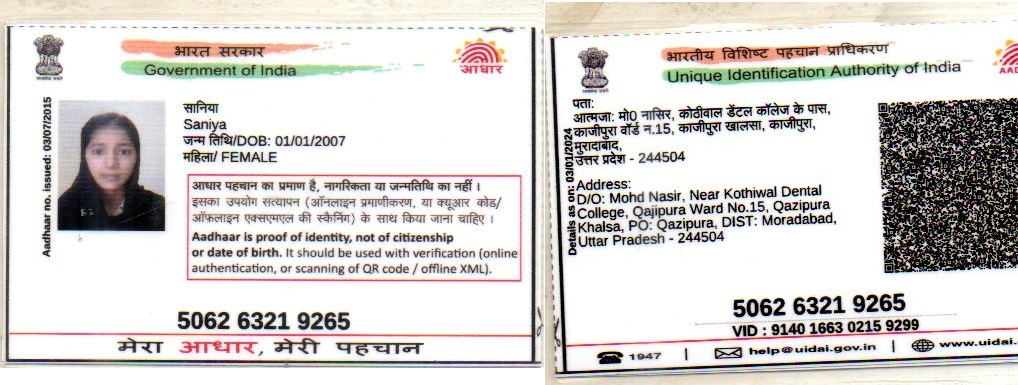 भारत सरकार
Government of India
आधार
Aadhaar no. issued: 03/07/2015
सानिया
Saniya
जन्म तिथि/DOB: 01/01/2007
महिला/ FEMALE
आधार पहचान का प्रमाण है, नागरिकता या जन्मतिथि का नहीं ।
इसका उपयोग सत्यापन (ऑनलाइन प्रमाणीकरण, या क्यूआर कोड/
ऑफलाइन एक्सएमएल की स्कैनिंग) के साथ किया जाना चाहिए ।
Aadhaar is proof of identity, not of citizenship
or date of birth. It should be used with verification (online
authentication, or scanning of QR code / offline XML).
5062 6321 9265
मेरा आधार, मेरी पहचान
भारतीय विशिष्ट पहचान प्राधिकरण
Unique Identification Authority of India
Details as on: 03/01/2024
पता:
आत्मजा: मो0 नासिर, कोठीवाल डेंटल कॉलेज के पास,
काजीपुरा वॉर्ड न.15, काजीपुरा खालसा, काजीपुरा,
मुरादाबाद,
उत्तर प्रदेश - 244504
Address:
D/O: Mohd Nasir, Near Kothiwal Dental
College, Qajipura Ward No.15, Qazipura
Khalsa, PO: Qazipura, DIST: Moradabad,
Uttar Pradesh - 244504
5062 6321 9265
VID : 9140 1663 0215 9299
1947 | help@uidai.gov.in | www.uidai.